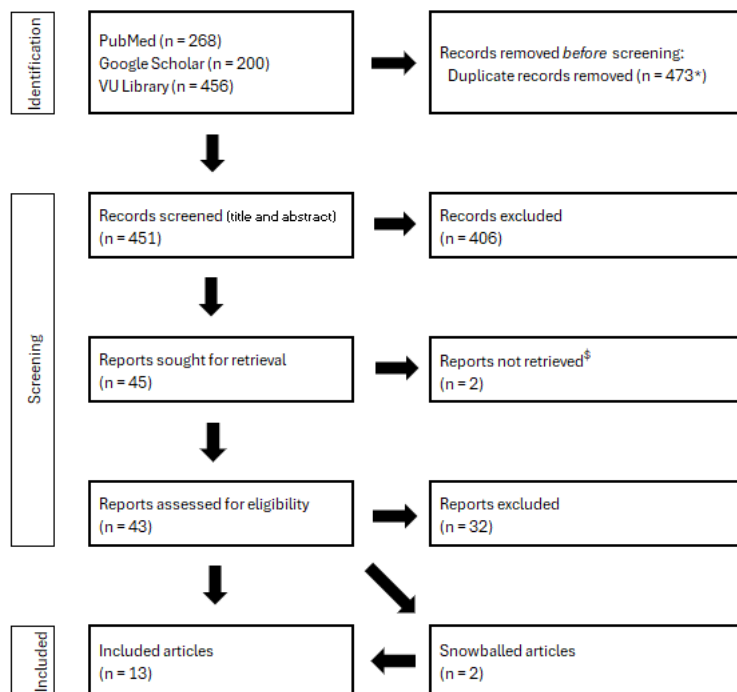 Identification
PubMed (n = 268)
Google Scholar (n = 200)
VU Library (n = 456)
Records removed before screening:
Duplicate records removed (n = 473*)
Screening
Records screened (title and abstract)
(n = 451)
Records excluded
(n = 406)
Reports sought for retrieval
(n = 45)
Reports not retrieved$
(n = 2)
Reports assessed for eligibility
(n = 43)
Reports excluded
(n = 32)
Included
Included articles
(n = 13)
Snowballed articles
(n = 2)